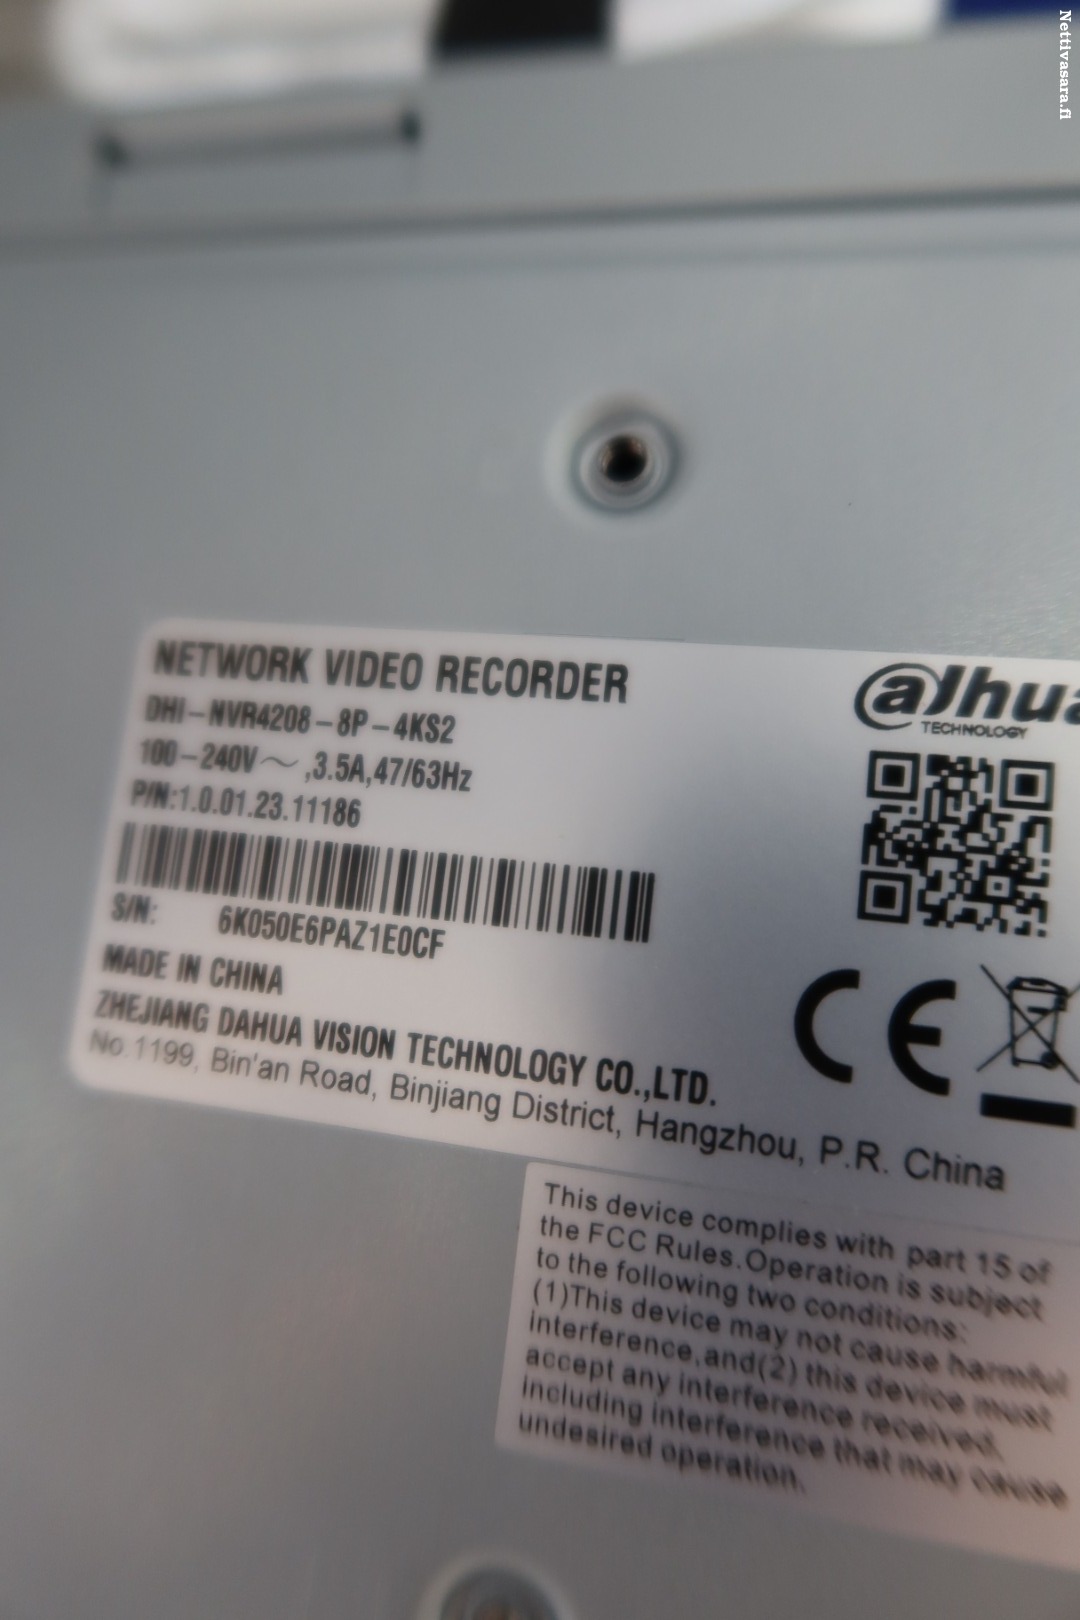 Nettivasara.fi
NETWORK VIDEO RECORDER
DHI-NVR4208-8P-4KS2
100-240V～,3.5A,47/63Hz
P/N:1.0.01.23.11186
S/N: 6K050E6PAZ1E0CF
MADE IN CHINA
ZHEJIANG DAHUA VISION TECHNOLOGY CO.,LTD.
No.1199, Bin'an Road, Binjiang District, Hangzhou, P.R. China
alhua
TECHNOLOGY
CE
This device complies with part 15 of
the FCC Rules.Operation is subject
to the following two conditions:
(1)This device may not cause harmful
interference,and(2) this device must
accept any interference received,
including interference that may cause
undesired operation.